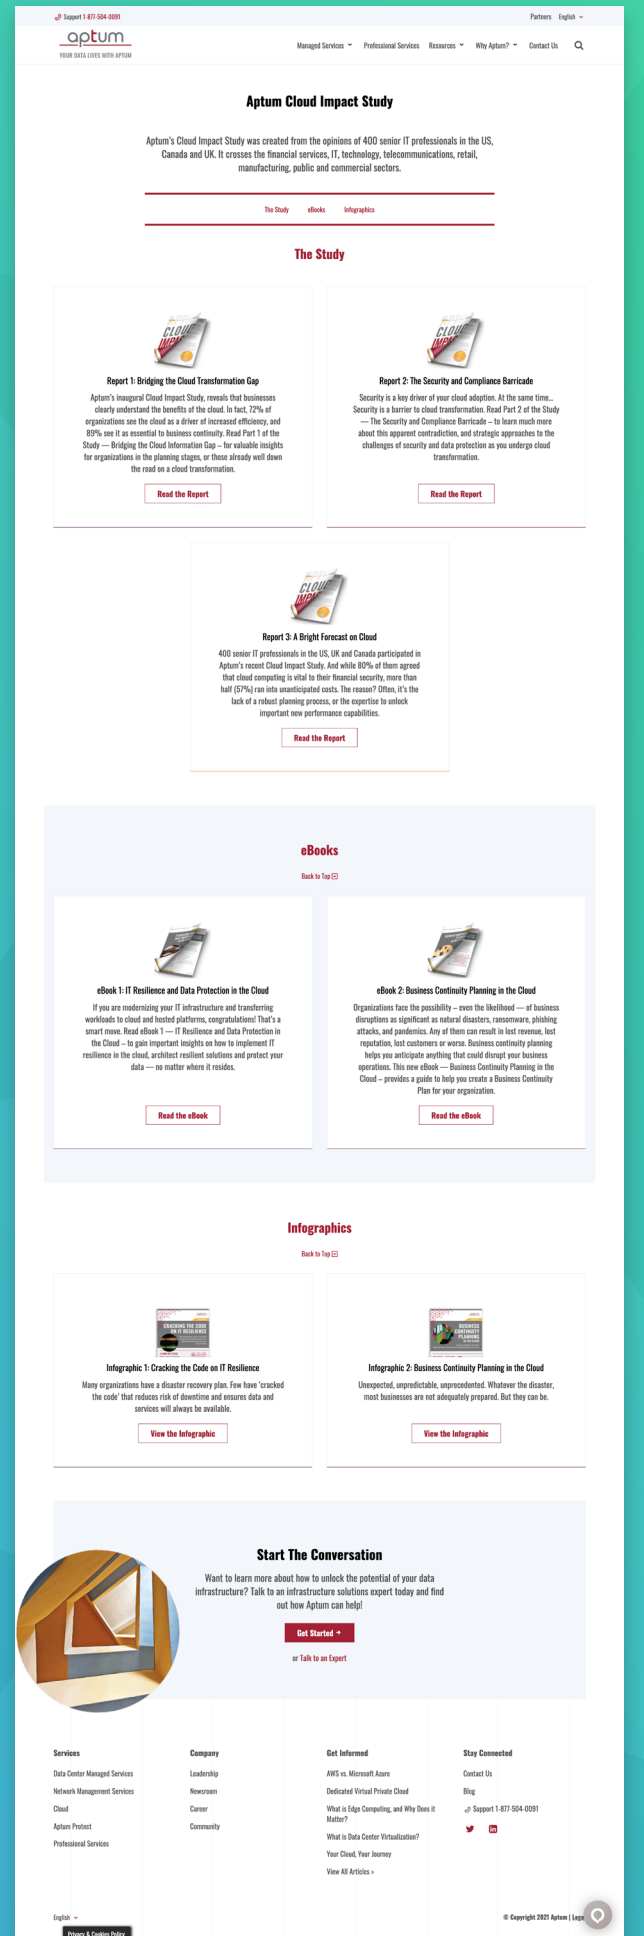 Support 1-877-504-0091
Partners English
aptum
YOUR DATA LIVES WITH APTUM
Managed Services Professional Services Resources Why Aptum? Contact Us
Aptum Cloud Impact Study
Aptum's Cloud Impact Study was created from the opinions of 400 senior IT professionals in the US,
Canada and UK. It crosses the financial services, IT, technology, telecommunications, retail,
manufacturing, public and commercial sectors.
The Study eBooks Infographics
The Study
CLOUD
IMPACT
Report 1: Bridging the Cloud Transformation Gap
Aptum's inaugural Cloud Impact Study, reveals that businesses
clearly understand the benefits of the cloud. In fact, 72% of
organizations see the cloud as a driver of increased efficiency, and
89% see it as essential to business continuity. Read Part 1 of the
Study — Bridging the Cloud Information Gap – for valuable insights
for organizations in the planning stages, or those already well down
the road on a cloud transformation.
Read the Report
CLOUD
IMPACT
Report 2: The Security and Compliance Barricade
Security is a key driver of your cloud adoption. At the same time...
Security is a barrier to cloud transformation. Read Part 2 of the Study
— The Security and Compliance Barricade – to learn much more
about this apparent contradiction, and strategic approaches to the
challenges of security and data protection as you undergo cloud
transformation.
Read the Report
CLOUD
IMPACT
Report 3: A Bright Forecast on Cloud
400 senior IT professionals in the US, UK and Canada participated in
Aptum's recent Cloud Impact Study. And while 80% of them agreed
that cloud computing is vital to their financial security, more than
half (57%) ran into unanticipated costs. The reason? Often, it's the
lack of a robust planning process, or the expertise to unlock
important new performance capabilities.
Read the Report
eBooks
Back to Top
eBook 1: IT Resilience and Data Protection in the Cloud
If you are modernizing your IT infrastructure and transferring
workloads to cloud and hosted platforms, congratulations! That's a
smart move. Read eBook 1 — IT Resilience and Data Protection in
the Cloud – to gain important insights on how to implement IT
resilience in the cloud, architect resilient solutions and protect your
data — no matter where it resides.
Read the eBook
eBook 2: Business Continuity Planning in the Cloud
Organizations face the possibility – even the likelihood — of business
disruptions as significant as natural disasters, ransomware, phishing
attacks, and pandemics. Any of them can result in lost revenue, lost
reputation, lost customers or worse. Business continuity planning
helps you anticipate anything that could disrupt your business
operations. This new eBook — Business Continuity Planning in the
Cloud – provides a guide to help you create a Business Continuity
Plan for your organization.
Read the eBook
Infographics
Back to Top
CRACKING THE CODE
ON IT RESILIENCE
Infographic 1: Cracking the Code on IT Resilience
Many organizations have a disaster recovery plan. Few have 'cracked
the code' that reduces risk of downtime and ensures data and
services will always be available.
View the Infographic
BUSINESS
CONTINUITY
PLANNING
Infographic 2: Business Continuity Planning in the Cloud
Unexpected, unpredictable, unprecedented. Whatever the disaster,
most businesses are not adequately prepared. But they can be.
View the Infographic
Start The Conversation
Want to learn more about how to unlock the potential of your data
infrastructure? Talk to an infrastructure solutions expert today and find
out how Aptum can help!
Get Started →
or Talk to an Expert
Services
Data Center Managed Services
Network Management Services
Cloud
Aptum Protect
Professional Services
Company
Leadership
Newsroom
Career
Community
Get Informed
AWS vs. Microsoft Azure
Dedicated Virtual Private Cloud
What is Edge Computing, and Why Does it
Matter?
What is Data Center Virtualization?
Your Cloud, Your Journey
View All Articles >
Stay Connected
Contact Us
Blog
Support 1-877-504-0091
English
© Copyright 2021 Aptum | Lega
Privacy & Cookies Policy